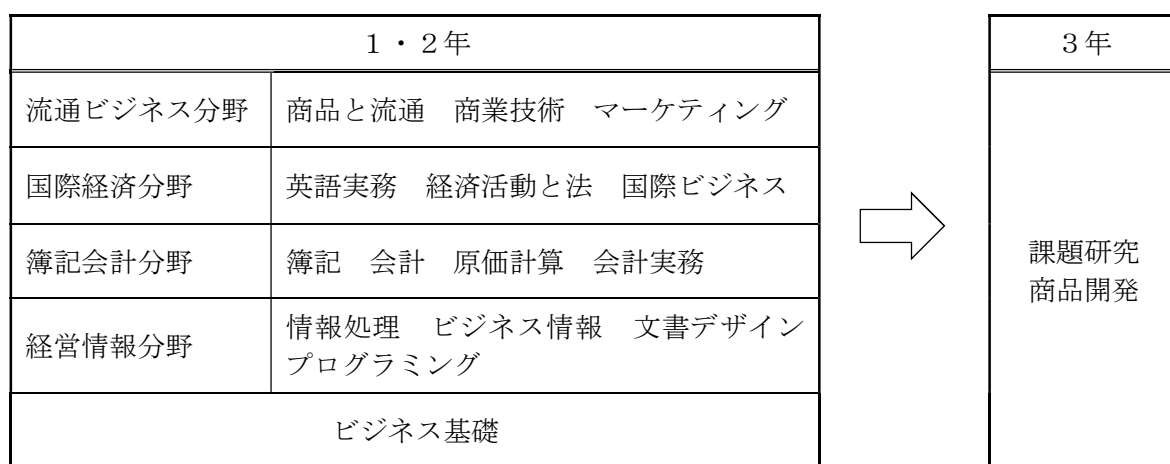 １・２年
流通ビジネス分野　商品と流通　商業技術　マーケティング
国際経済分野　英語実務　経済活動と法　国際ビジネス
簿記会計分野　簿記　会計　原価計算　会計実務
経営情報分野　情報処理　ビジネス情報　文書デザイン
プログラミング
ビジネス基礎
３年
課題研究
商品開発